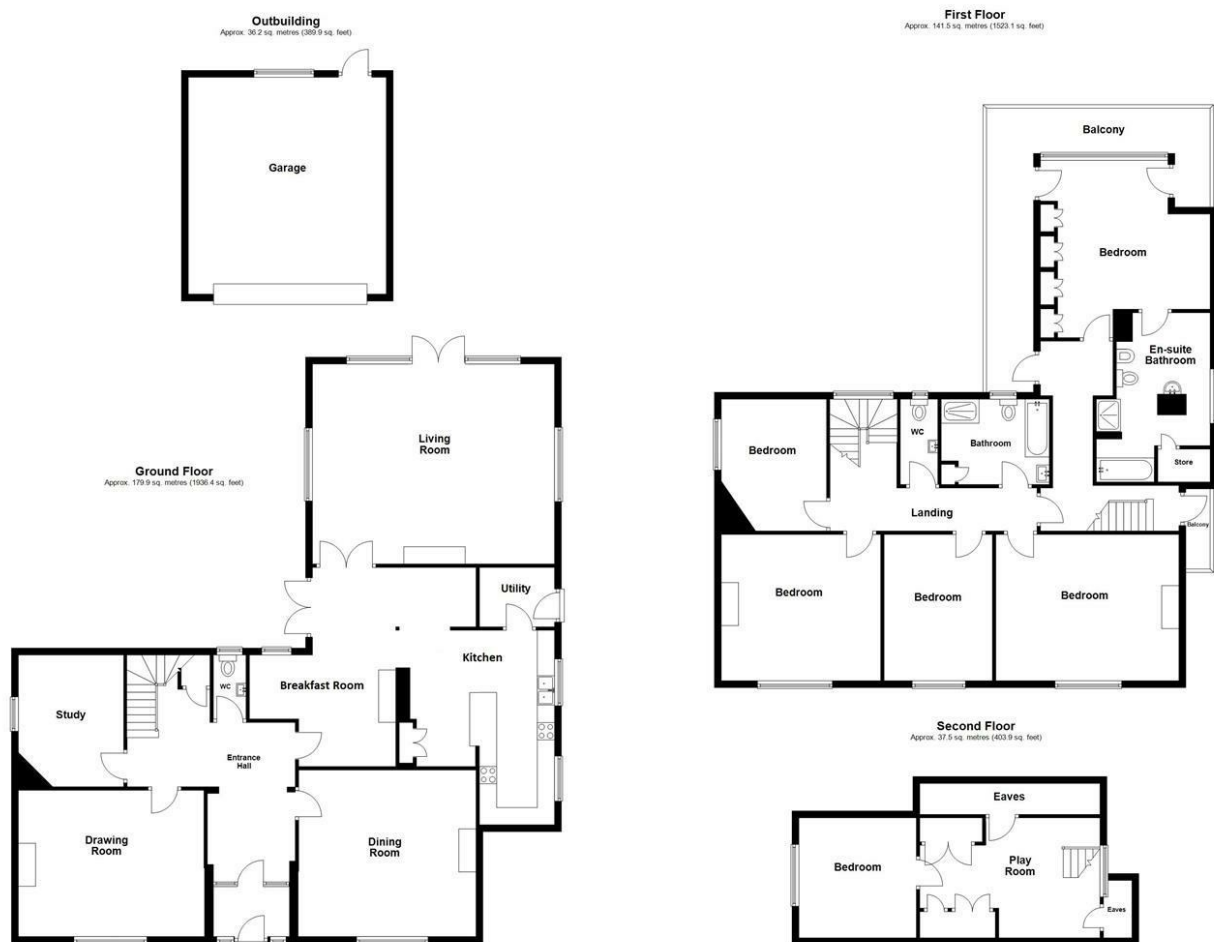 Outbuilding
Approx. 36.2 sq. metres (389.9 sq. feet)
Garage
Ground Floor
Approx. 179.9 sq. metres (1936.4 sq. feet)
Living
Room
Utility
Kitchen
Breakfast Room
WC
Study
Entrance
Hall
Drawing
Room
Dining
Room
First Floor
Approx. 141.5 sq. metres (1523.1 sq. feet)
Balcony
Bedroom
En-suite
Bathroom
WC
Bathroom
Bedroom
Store
Landing
Balcony
Bedroom
Bedroom
Bedroom
Second Floor
Approx. 37.5 sq. metres (403.9 sq. feet)
Eaves
Bedroom
Play
Room
Eaves